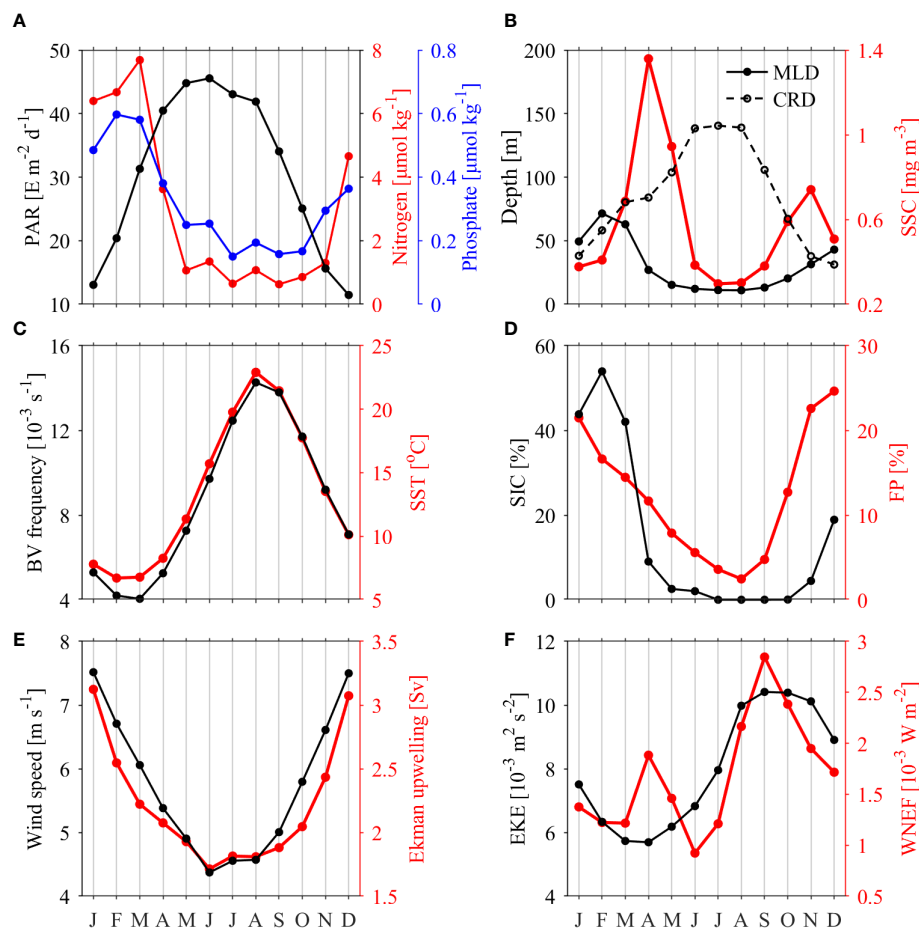 A
B
50
40
30
20
10
PAR [E m-2 d-1]
8
6
4
2
0
Nitrogen [μmol kg-1]
0.8
0.6
0.4
0.2
0
Phosphate [μmol kg-1]
200
150
100
50
0
Depth [m]
MLD
CRD
1.4
1
0.6
0.2
SSC [mg m-3]
C
D
16
12
8
4
BV frequency [10-3 s-1]
25
20
15
10
5
SST [oC]
60
40
20
0
SIC [%]
30
20
10
0
FP [%]
E
F
8
7
6
5
4
Wind speed [m s-1]
3.5
3
2.5
2
1.5
1
Ekman upwelling [Sv]
J F M A M J J A S O N D
12
10
8
6
4
EKE [10-3 m2 s-2]
3
2.5
2
1.5
1
0.5
WNEF [10-3 W m-2]
J F M A M J J A S O N D